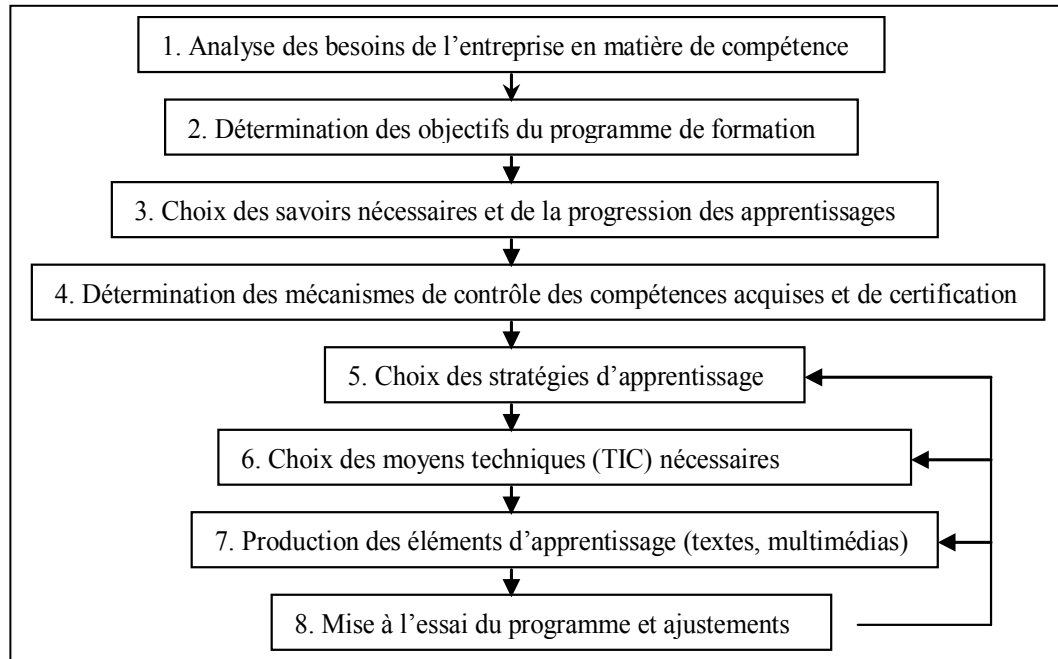 1. Analyse des besoins de l’entreprise en matière de compétence
2. Détermination des objectifs du programme de formation
3. Choix des savoirs nécessaires et de la progression des apprentissages
4. Détermination des mécanismes de contrôle des compétences acquises et de certification
5. Choix des stratégies d’apprentissage
6. Choix des moyens techniques (TIC) nécessaires
7. Production des éléments d’apprentissage (textes, multimédias)
8. Mise à l’essai du programme et ajustements